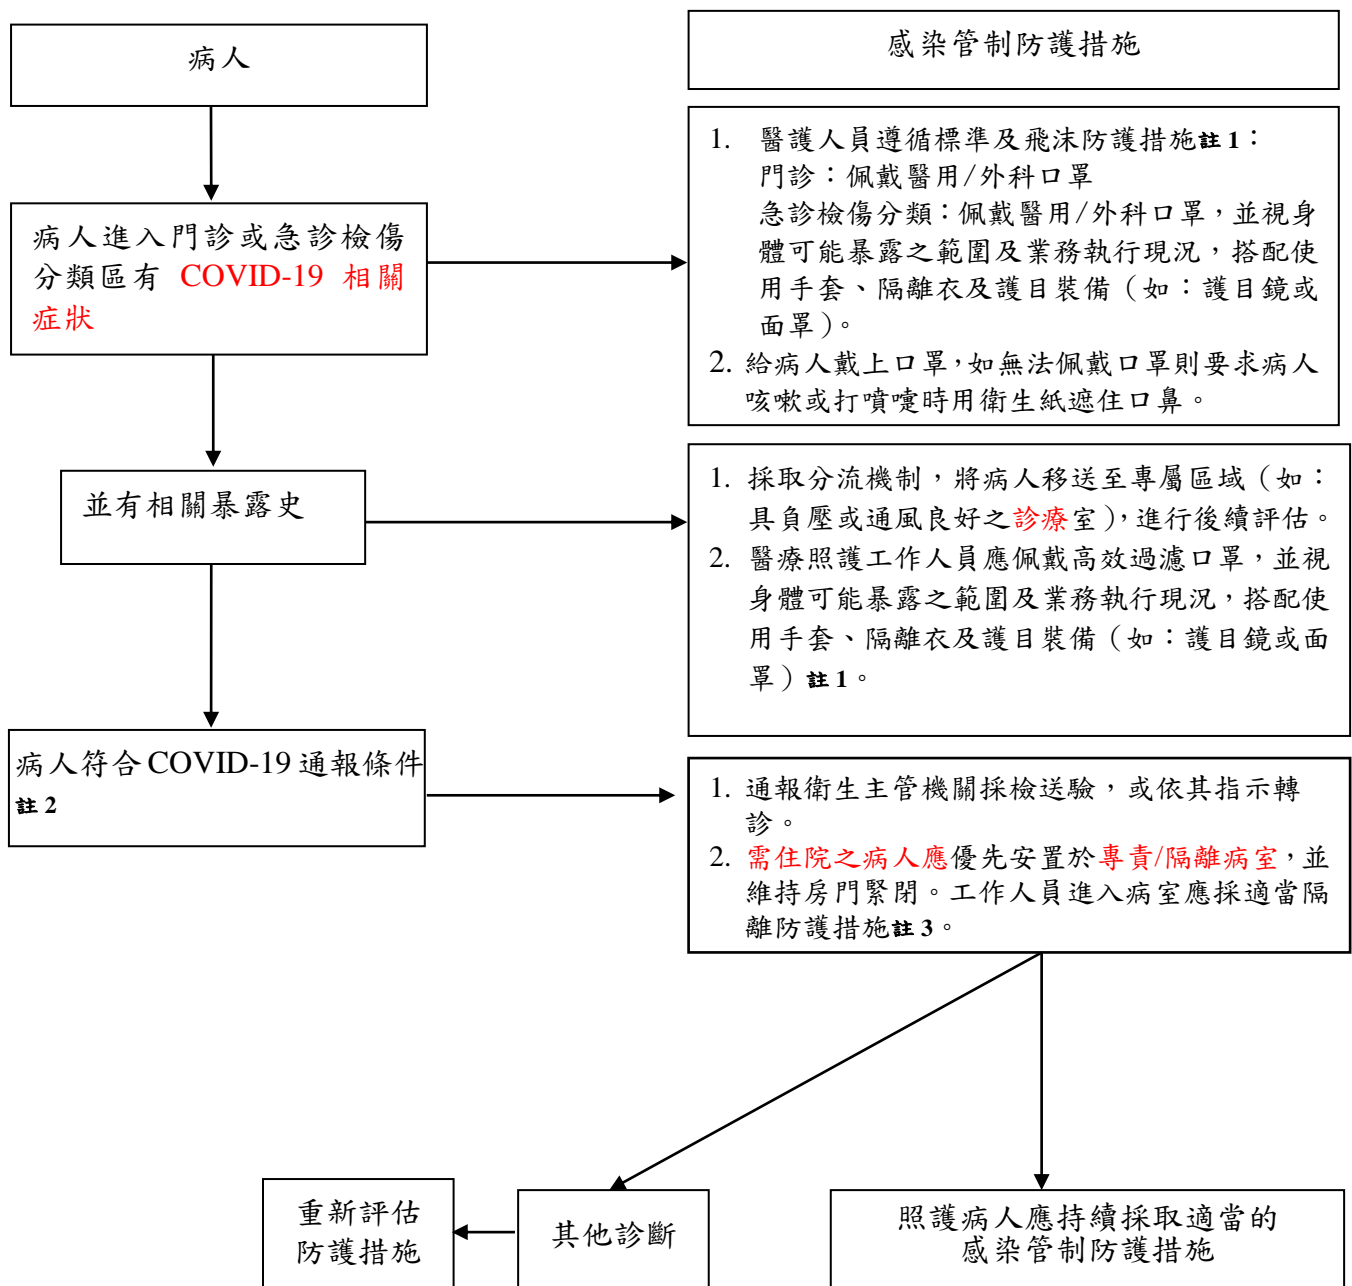 病人
感染管制防護措施
病人進入門診或急診檢傷
分類區有 COVID-19 相關
症狀
1. 醫護人員遵循標準及飛沫防護措施註1：
門診：佩戴醫用/外科口罩
急診檢傷分類：佩戴醫用/外科口罩，並視身
體可能暴露之範圍及業務執行現況，搭配使
用手套、隔離衣及護目裝備（如：護目鏡或
面罩）。
2. 給病人戴上口罩，如無法佩戴口罩則要求病人
咳嗽或打噴嚏時用衛生紙遮住口鼻。
並有相關暴露史
1. 採取分流機制，將病人移送至專屬區域（如：
具負壓或通風良好之診療室），進行後續評估。
2. 醫療照護工作人員應佩戴高效過濾口罩，並視
身體可能暴露之範圍及業務執行現況，搭配使
用手套、隔離衣及護目裝備（如：護目鏡或面
罩）註1。
病人符合COVID-19通報條件
註2
1. 通報衛生主管機關採檢送驗，或依其指示轉
診。
2. 需住院之病人應優先安置於專責/隔離病室，並
維持房門緊閉。工作人員進入病室應採適當隔
離防護措施註3。
重新評估
防護措施
其他診斷
照護病人應持續採取適當的
感染管制防護措施